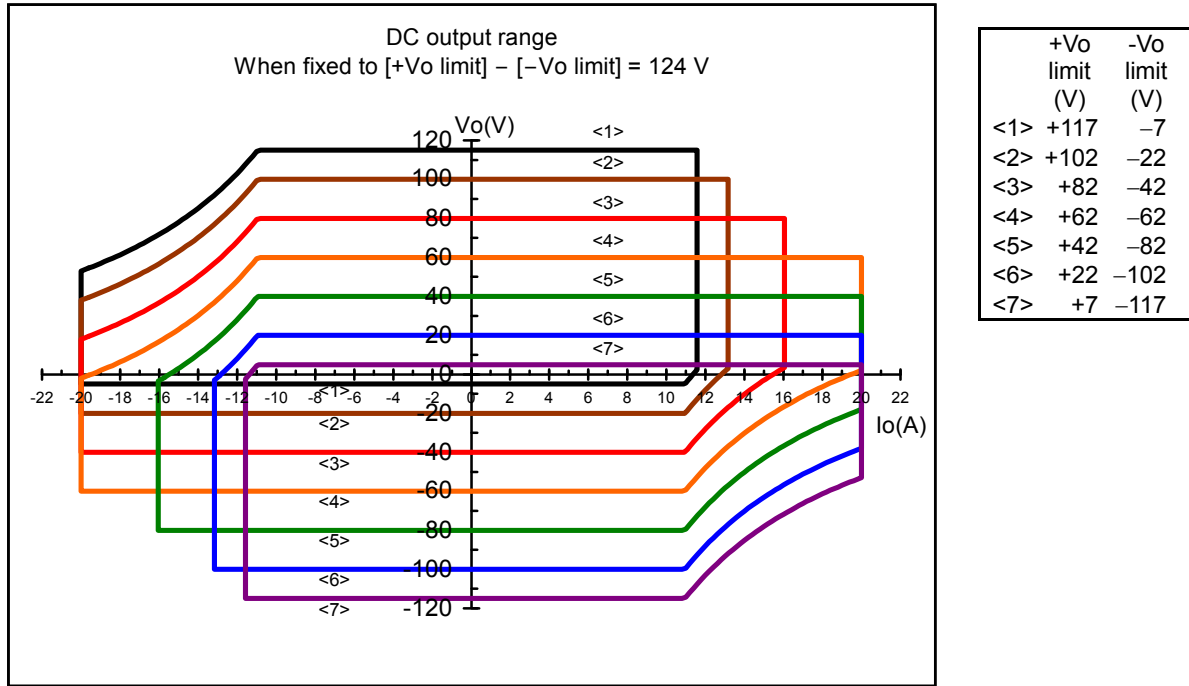 DC output range
When fixed to [+Vo limit] − [−Vo limit] = 124 V
Vo(V)
120
100
80
60
40
20
0
-20
-40
-60
-80
-100
-120
<1>
<2>
<3>
<4>
<5>
<6>
<7>
-22 -20 -18 -16 -14 -12 -10 -8 -6 -4 -2 0 2 4 6 8 10 12 14 16 18 20 22
Io(A)
<1>
<2>
<3>
<4>
<5>
<6>
<7>
+Vo -Vo
limit limit
(V) (V)
<1> +117 −7
<2> +102 −22
<3> +82 −42
<4> +62 −62
<5> +42 −82
<6> +22 −102
<7> +7 −117